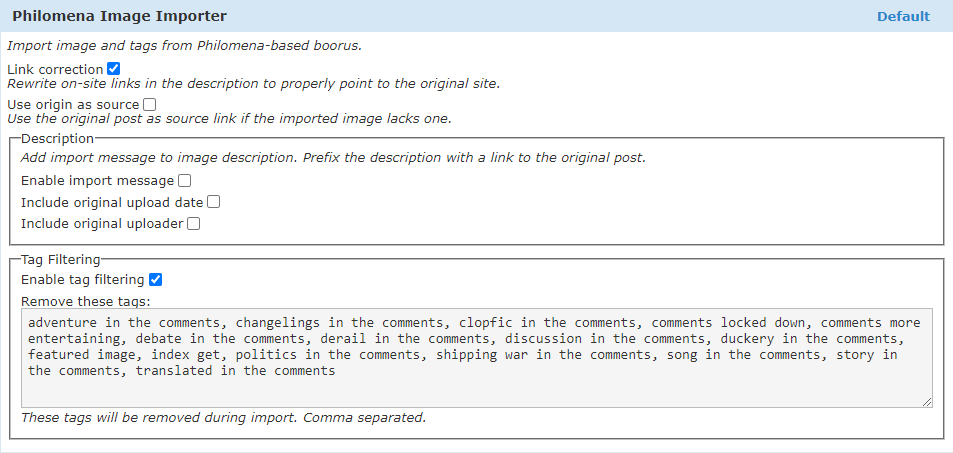 Philomena Image Importer
Default
Import image and tags from Philomena-based boorus.
Link correction
Rewrite on-site links in the description to properly point to the original site.
Use origin as source
Use the original post as source link if the imported image lacks one.
Description
Add import message to image description. Prefix the description with a link to the original post.
Enable import message
Include original upload date
Include original uploader
Tag Filtering
Enable tag filtering
Remove these tags:
adventure in the comments, changelings in the comments, clopfic in the comments, comments locked down, comments more
entertaining, debate in the comments, derail in the comments, discussion in the comments, duckery in the comments,
featured image, index get, politics in the comments, shipping war in the comments, song in the comments, story in
the comments, translated in the comments
These tags will be removed during import. Comma separated.